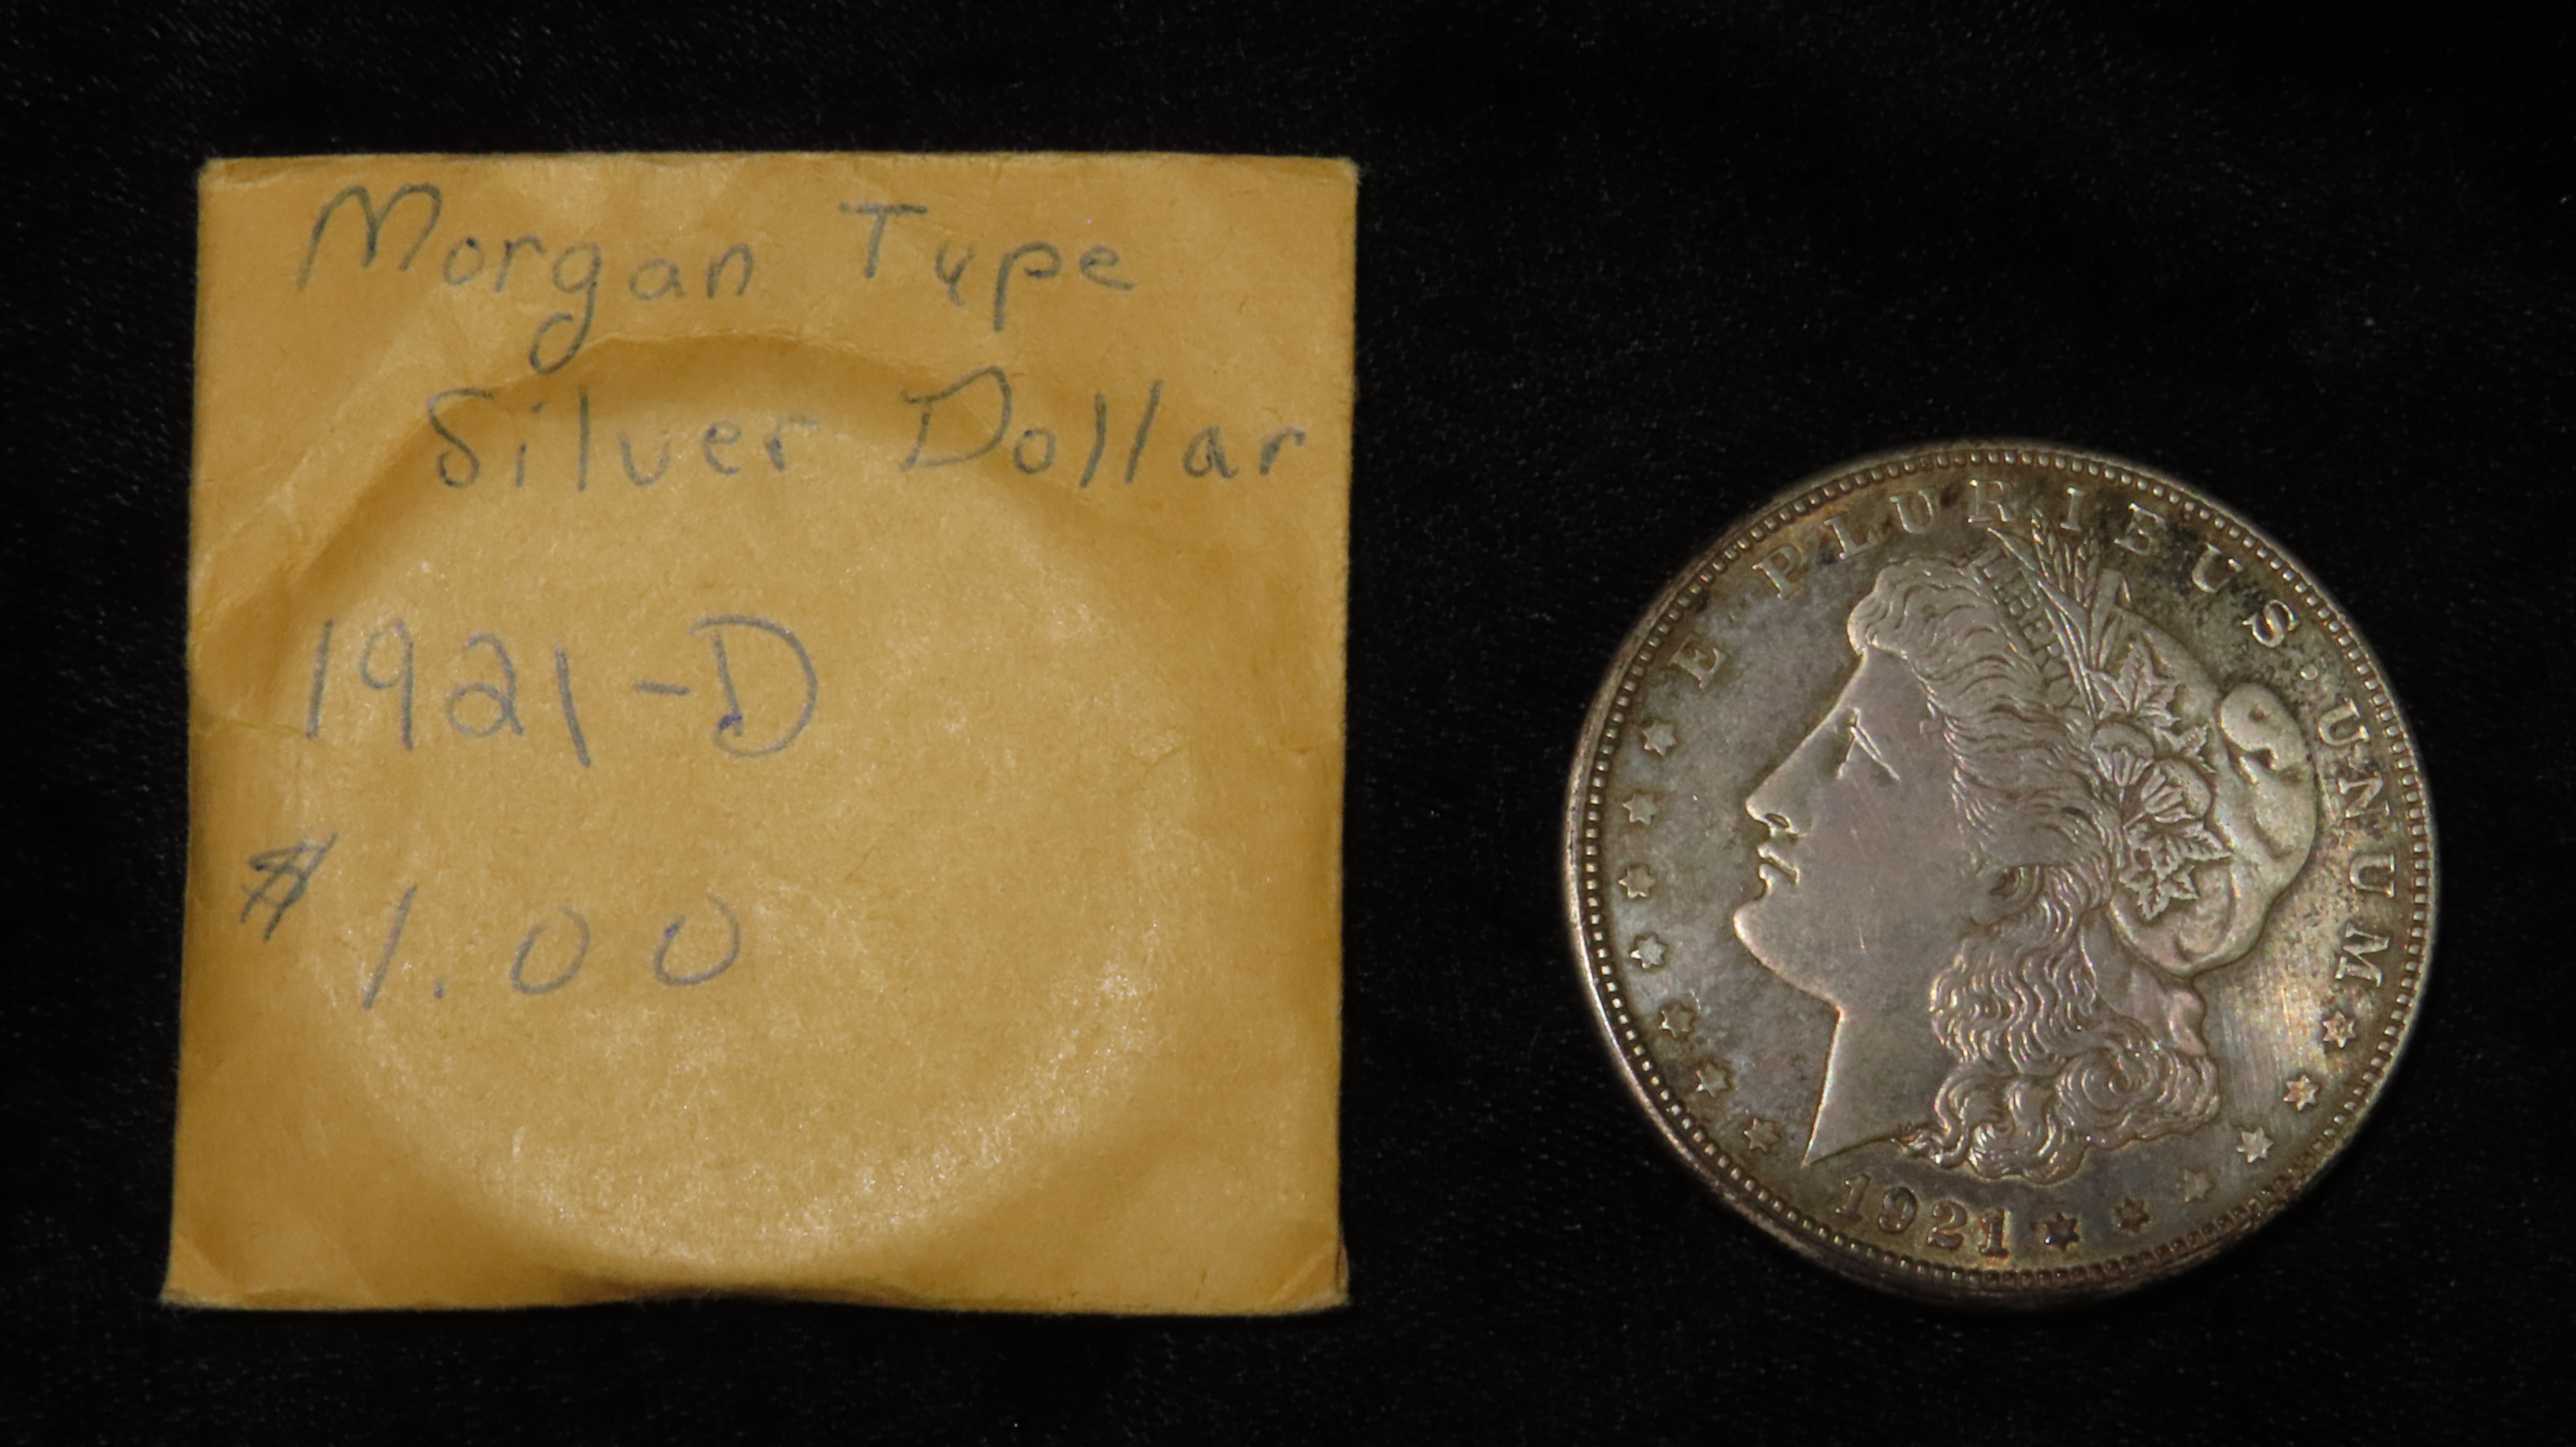 Morgan Type
Silver Dollar
1921-D
$1.00
E · PLURIBUS · UNUM
LIBERTY
1921